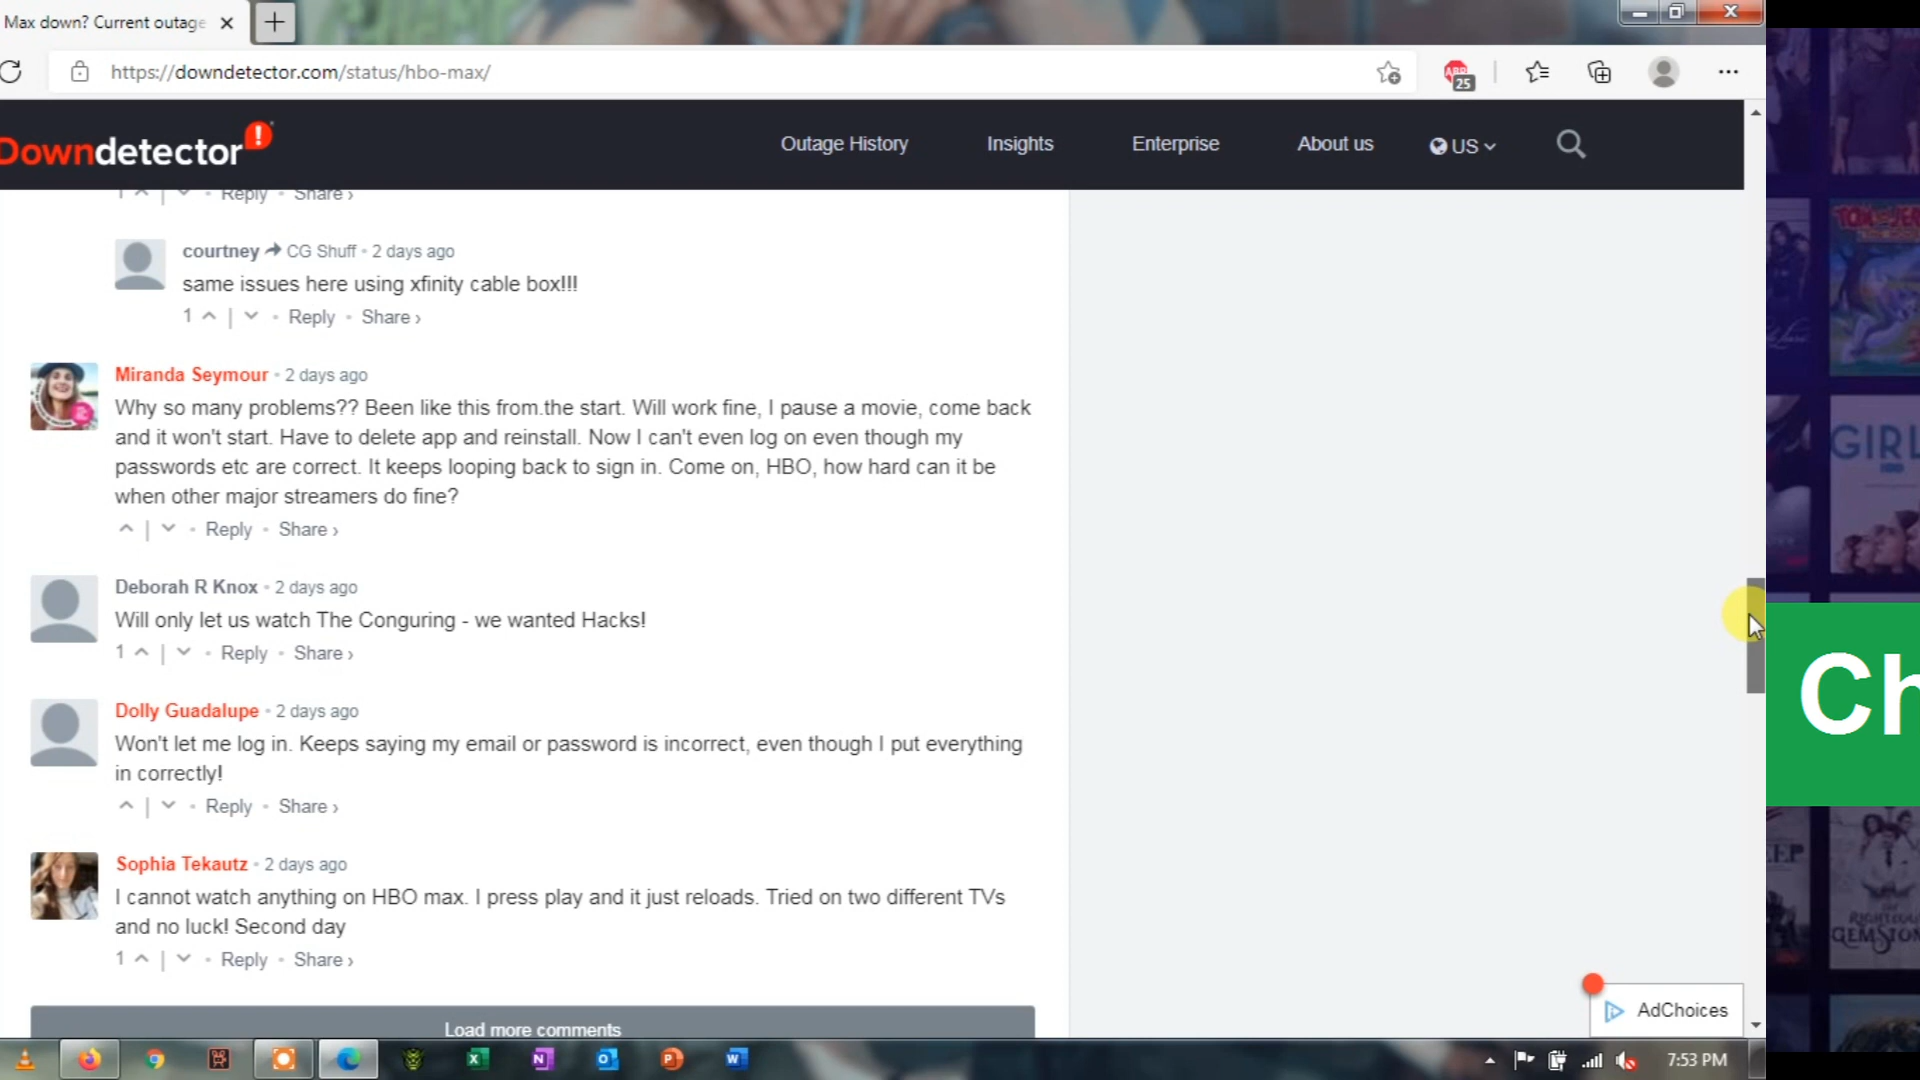 Max down? Current outage
https://downdetector.com/status/hbo-max/
25
Downdetector!
Outage History Insights Enterprise About us US
1 Reply • Share ›
courtney CG Shuff • 2 days ago
same issues here using xfinity cable box!!!
1 | • Reply • Share ›
Miranda Seymour • 2 days ago
Why so many problems?? Been like this from.the start. Will work fine, I pause a movie, come back
and it won't start. Have to delete app and reinstall. Now I can't even log on even though my
passwords etc are correct. It keeps looping back to sign in. Come on, HBO, how hard can it be
when other major streamers do fine?
| • Reply • Share ›
Deborah R Knox • 2 days ago
Will only let us watch The Conguring - we wanted Hacks!
1 | • Reply • Share ›
Dolly Guadalupe • 2 days ago
Won't let me log in. Keeps saying my email or password is incorrect, even though I put everything
in correctly!
| • Reply • Share ›
Sophia Tekautz • 2 days ago
I cannot watch anything on HBO max. I press play and it just reloads. Tried on two different TVs
and no luck! Second day
1 | • Reply • Share ›
Load more comments
AdChoices
7:53 PM
GIRL
Ch
GEMSTON